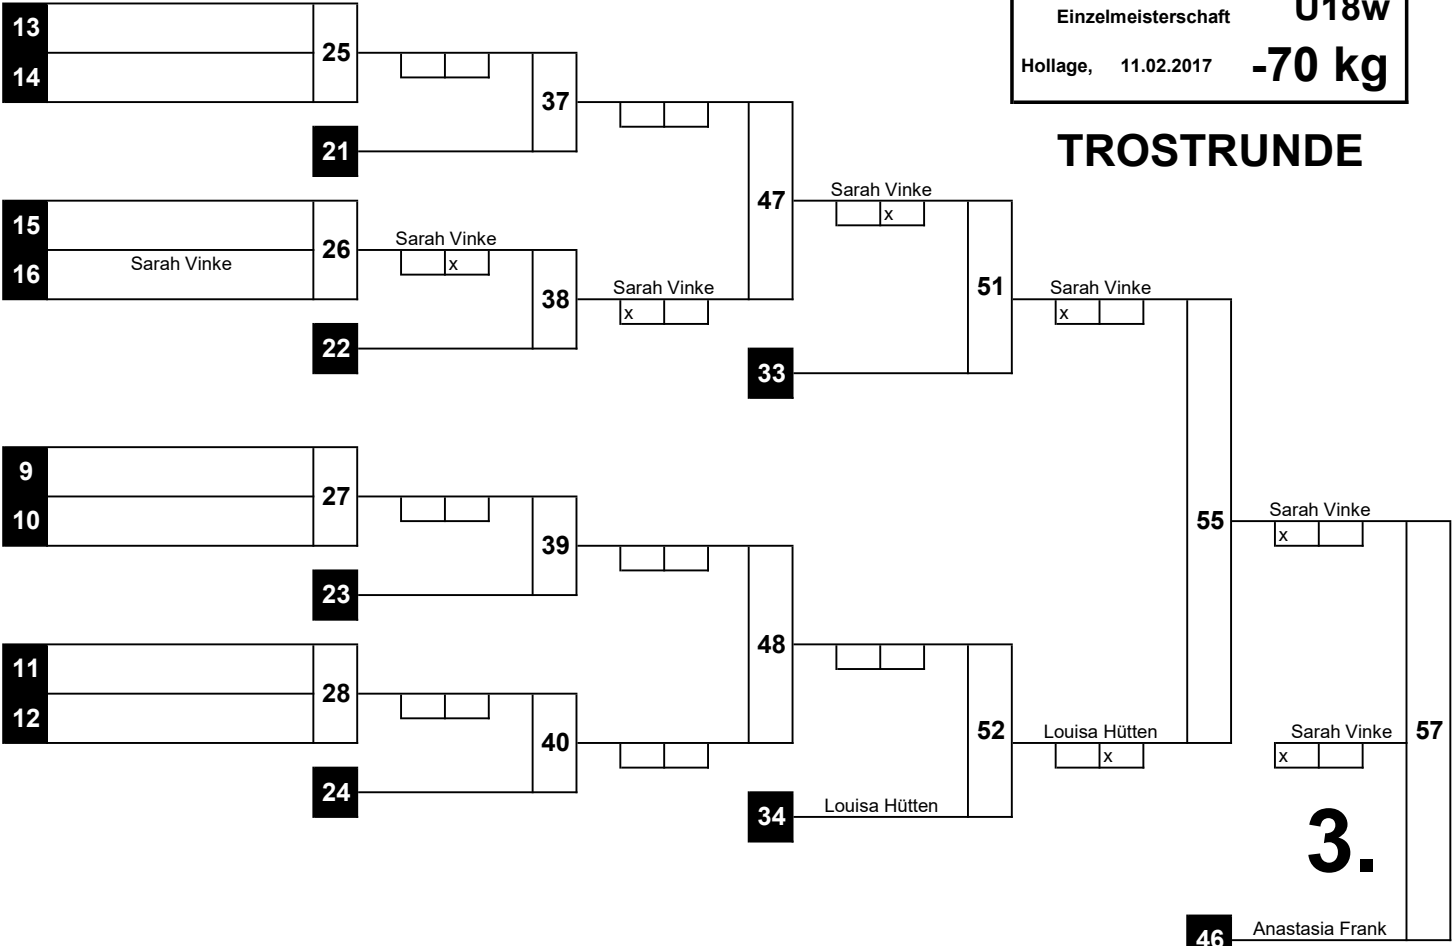 U18w
Einzelmeisterschaft
Hollage, 11.02.2017 -70 kg
TROSTRUNDE
13
25
14
37
21
47
Sarah Vinke
x
15
26
Sarah Vinke
x
16 Sarah Vinke
38
Sarah Vinke
x
51
Sarah Vinke
x
22
33
9
27
10
39
55
Sarah Vinke
x
23
11
28
12
48
40
52
Louisa Hütten
x
Sarah Vinke
x
57
24
34 Louisa Hütten
3.
46 Anastasia Frank